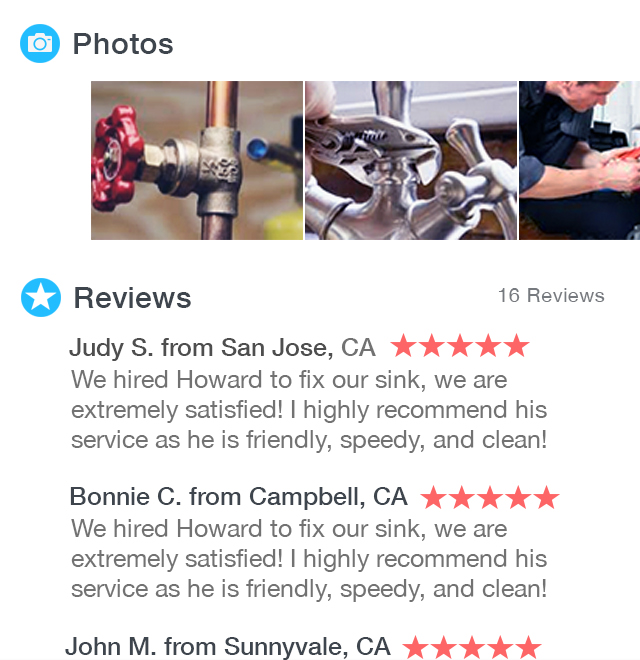 Photos
Reviews
16 Reviews
Judy S. from San Jose, CA
We hired Howard to fix our sink, we are
extremely satisfied! I highly recommend his
service as he is friendly, speedy, and clean!
Bonnie C. from Campbell, CA
We hired Howard to fix our sink, we are
extremely satisfied! I highly recommend his
service as he is friendly, speedy, and clean!
John M. from Sunnyvale, CA